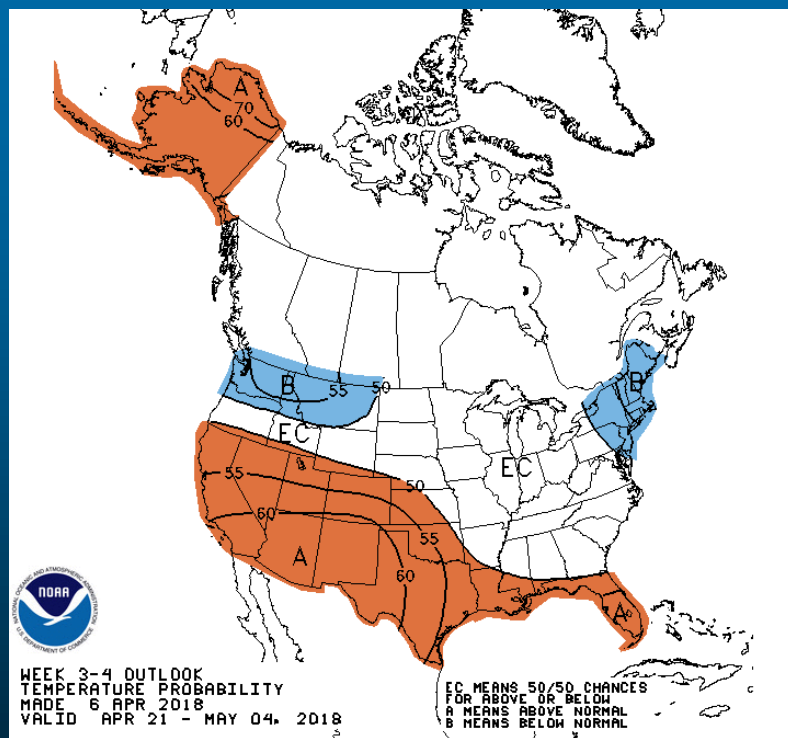 A
70
60
B
55
50
B
EC
EC
55
50
60
55
A
60
A
NATIONAL OCEANIC AND ATMOSPHERIC ADMINISTRATION
NOAA
U.S. DEPARTMENT OF COMMERCE
WEEK 3-4 OUTLOOK
TEMPERATURE PROBABILITY
MADE 6 APR 2018
VALID APR 21 - MAY 04, 2018
EC MEANS 50/50 CHANCES
FOR ABOVE OR BELOW
A MEANS ABOVE NORMAL
B MEANS BELOW NORMAL